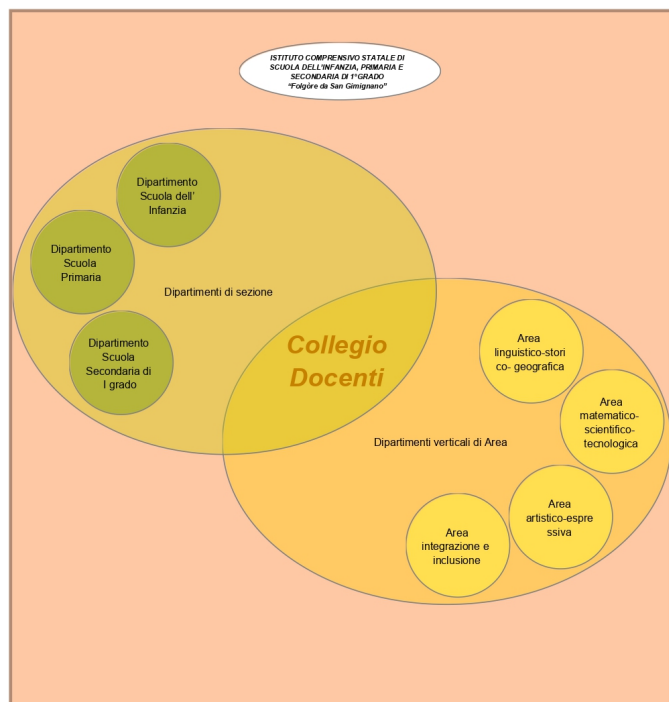 ISTITUTO COMPRENSIVO STATALE DI
SCUOLA DELL'INFANZIA, PRIMARIA E
SECONDARIA DI 1°GRADO
"Folgòre da San Gimignano"
Dipartimento
Scuola dell'
Infanzia
Dipartimento
Scuola
Primaria
Dipartimenti di sezione
Dipartimento
Scuola
Secondaria di
I grado
Collegio
Docenti
Area
linguistico-stori
co- geografica
Area
matematico-
scientifico-
tecnologica
Dipartimenti verticali di Area
Area
artistico-espre
ssiva
Area
integrazione e
inclusione